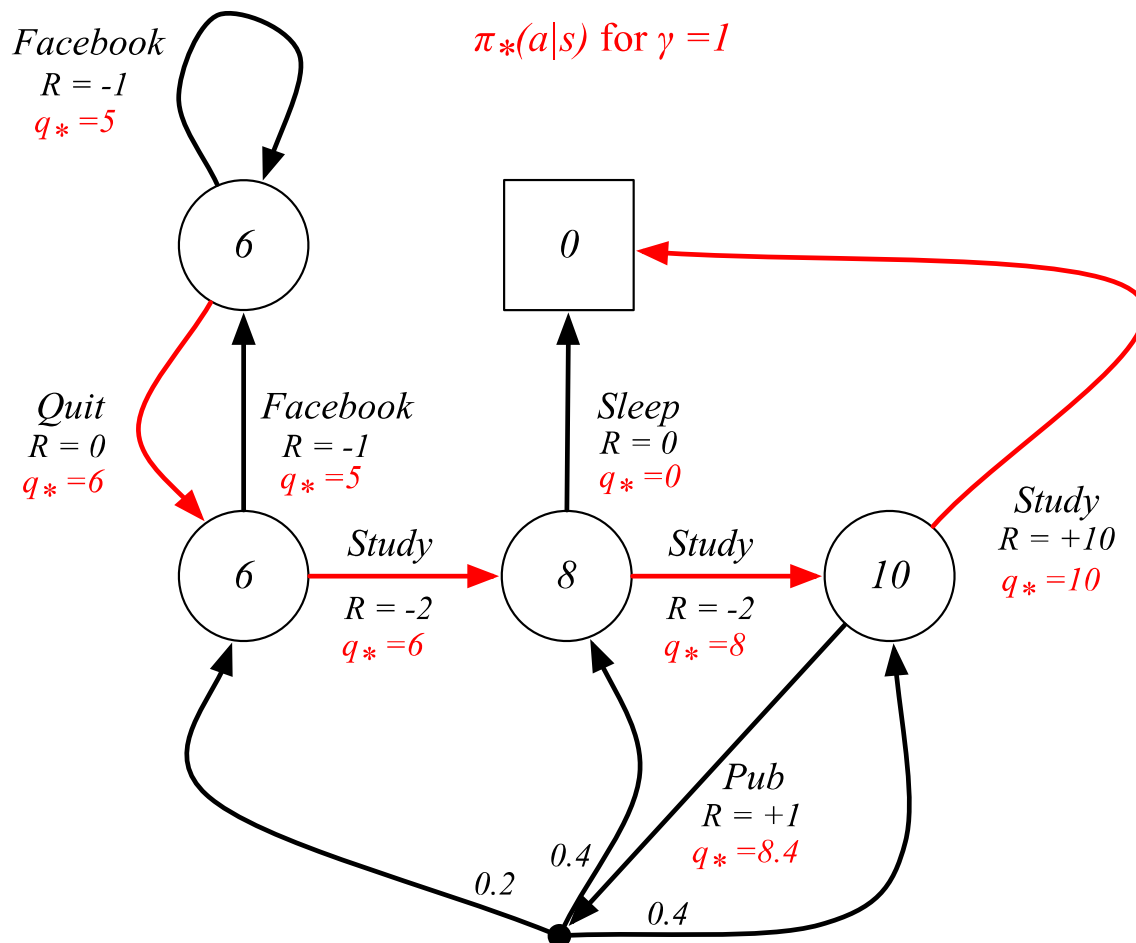 π*(a|s) for γ =1
Facebook
R = -1
q* =5
6
0
Quit
R = 0
q* =6
Facebook
R = -1
q* =5
Sleep
R = 0
q* =0
Study
R = +10
q* =10
6
Study
R = -2
q* =6
8
Study
R = -2
q* =8
10
Pub
R = +1
q* =8.4
0.2
0.4
0.4